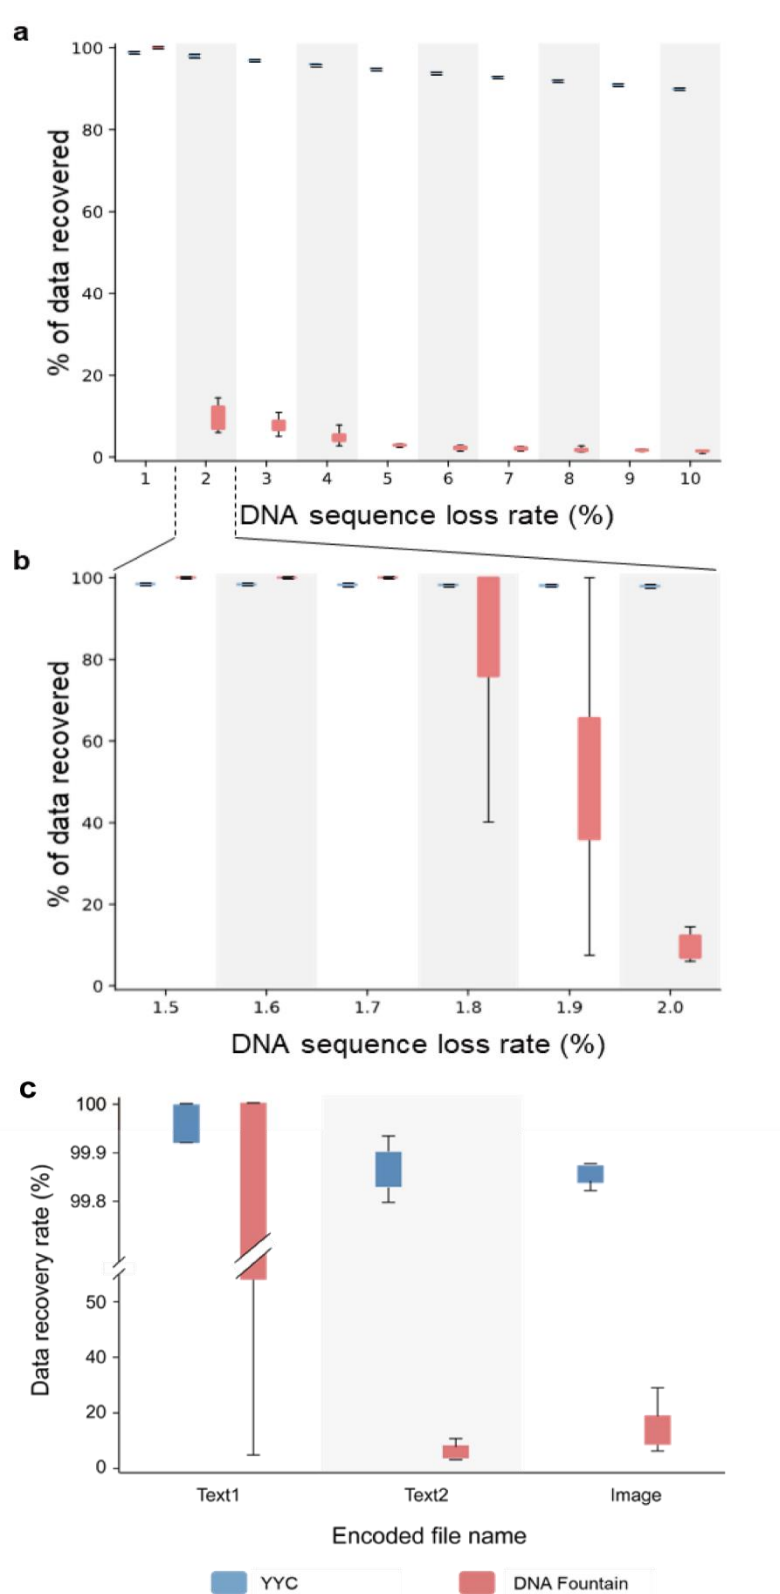 a
% of data recovered
100
80
60
40
20
0
1 2 3 4 5 6 7 8 9 10
DNA sequence loss rate (%)
b
% of data recovered
100
80
60
40
20
0
1.5 1.6 1.7 1.8 1.9 2.0
DNA sequence loss rate (%)
c
Data recovery rate (%)
100
99.9
99.8
50
40
20
0
Text1 Text2 Image
Encoded file name
YYC DNA Fountain